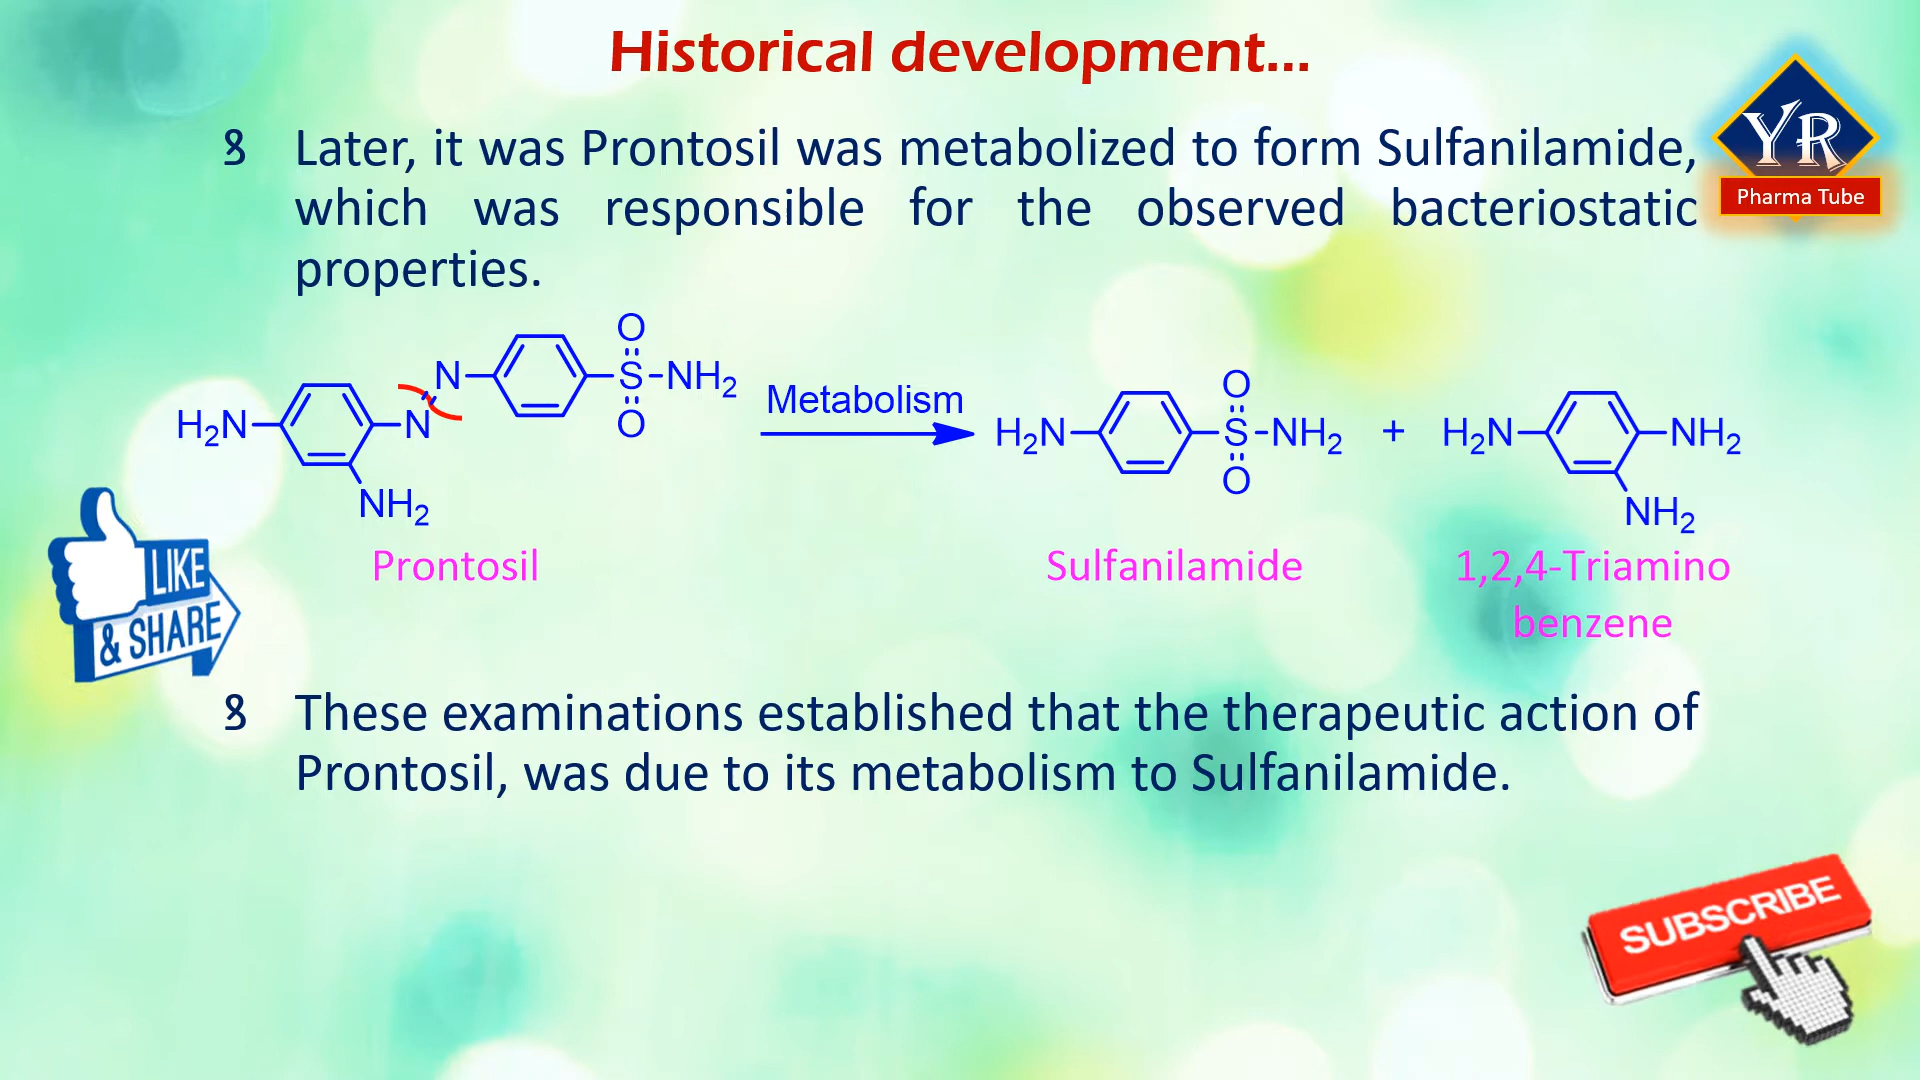 Historical development...
YR
Pharma Tube
Later, it was Prontosil was metabolized to form Sulfanilamide,
which was responsible for the observed bacteriostatic
properties.
H₂N N N NH₂ O S O NH₂
Metabolism
H₂N O S O NH₂ + H₂N NH₂ NH₂
Prontosil Sulfanilamide 1,2,4-Triamino
benzene
LIKE
& SHARE
These examinations established that the therapeutic action of
Prontosil, was due to its metabolism to Sulfanilamide.
SUBSCRIBE